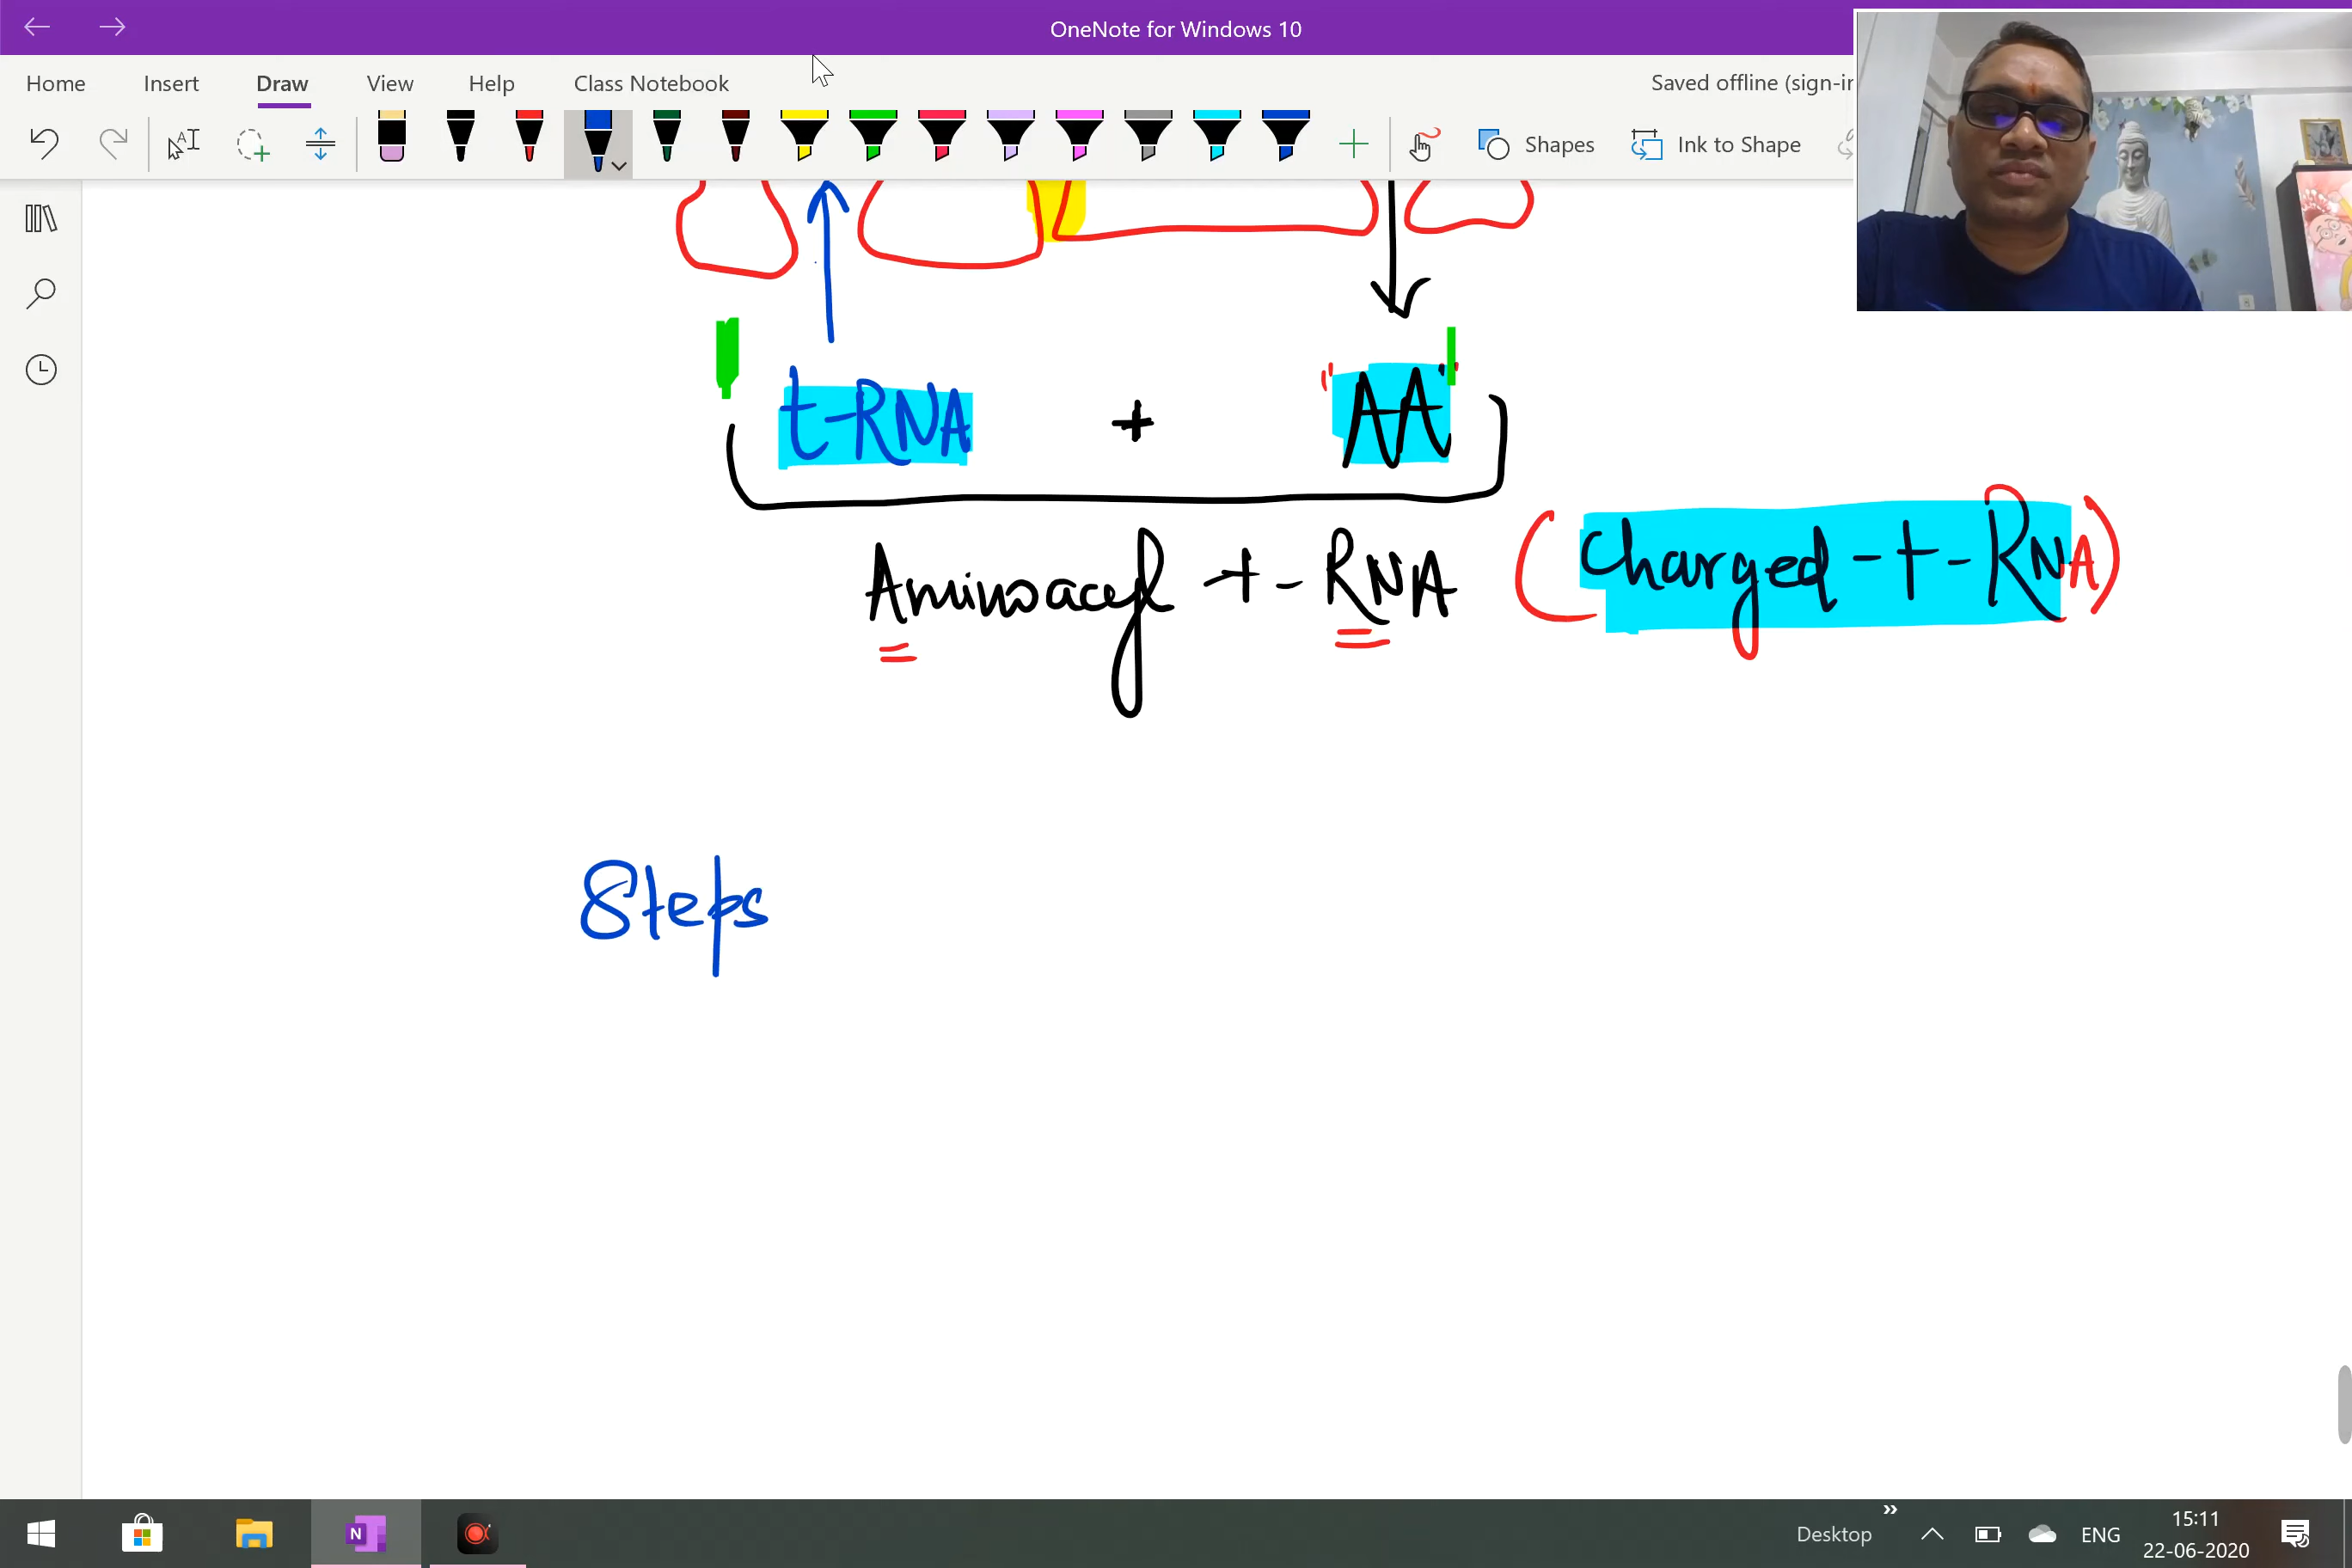 OneNote for Windows 10
Home Insert Draw View Help Class Notebook Saved offline (sign-in
Shapes Ink to Shape
t-RNA + "AA"
Aminoacyl t-RNA (Charged-t-RNA)
Steps
Desktop ENG 15:11
22-06-2020